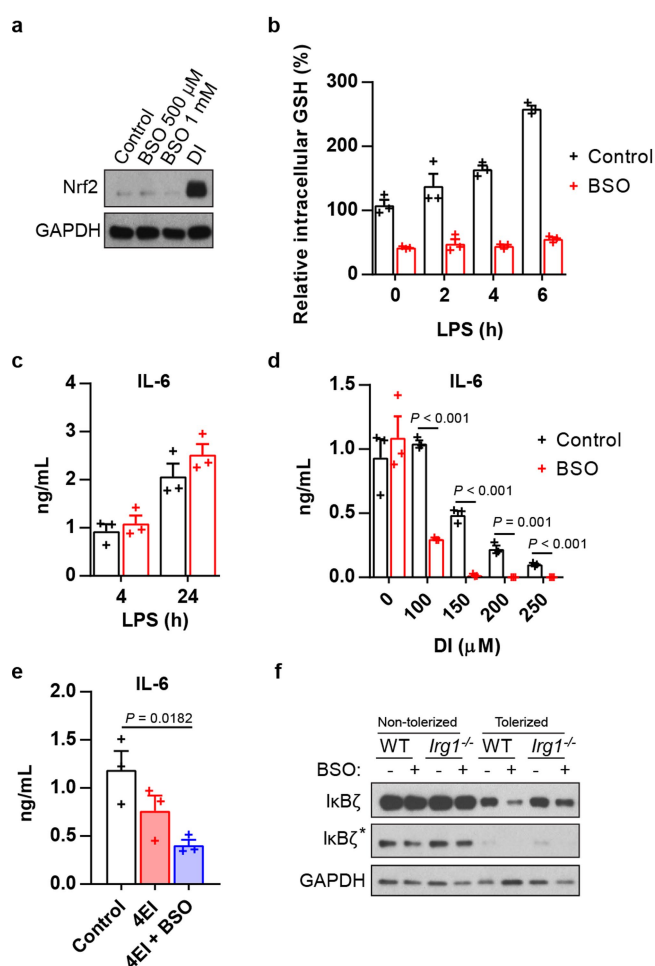 a
Control
BSO 500 µM
BSO 1 mM
DI
Nrf2
GAPDH
b
Relative intracellular GSH (%)
300
250
200
150
100
50
0
0 2 4 6
LPS (h)
Control
BSO
c
IL-6
ng/mL
4
3
2
1
0
4 24
LPS (h)
d
IL-6
ng/mL
1.5
1.0
0.5
0.0
P < 0.001
P < 0.001
P = 0.001
P < 0.001
Control
BSO
0 100 150 200 250
DI (µM)
e
IL-6
ng/mL
2.0
1.5
1.0
0.5
0.0
P = 0.0182
Control
4EI
4EI + BSO
f
Non-tolerized Tolerized
WT Irg1-/- WT Irg1-/-
BSO: - + - + - + - +
IκBζ
IκBζ*
GAPDH